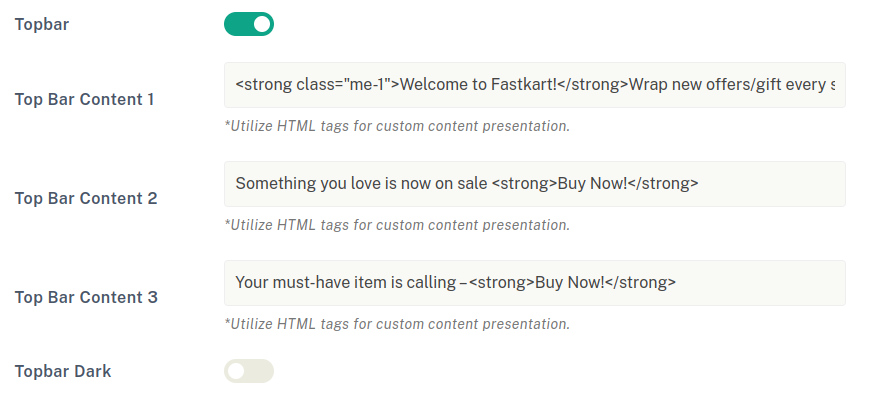 Topbar
Top Bar Content 1
<strong class="me-1">Welcome to Fastkart!</strong>Wrap new offers/gift every s
*Utilize HTML tags for custom content presentation.
Top Bar Content 2
Something you love is now on sale <strong>Buy Now!</strong>
*Utilize HTML tags for custom content presentation.
Top Bar Content 3
Your must-have item is calling – <strong>Buy Now!</strong>
*Utilize HTML tags for custom content presentation.
Topbar Dark